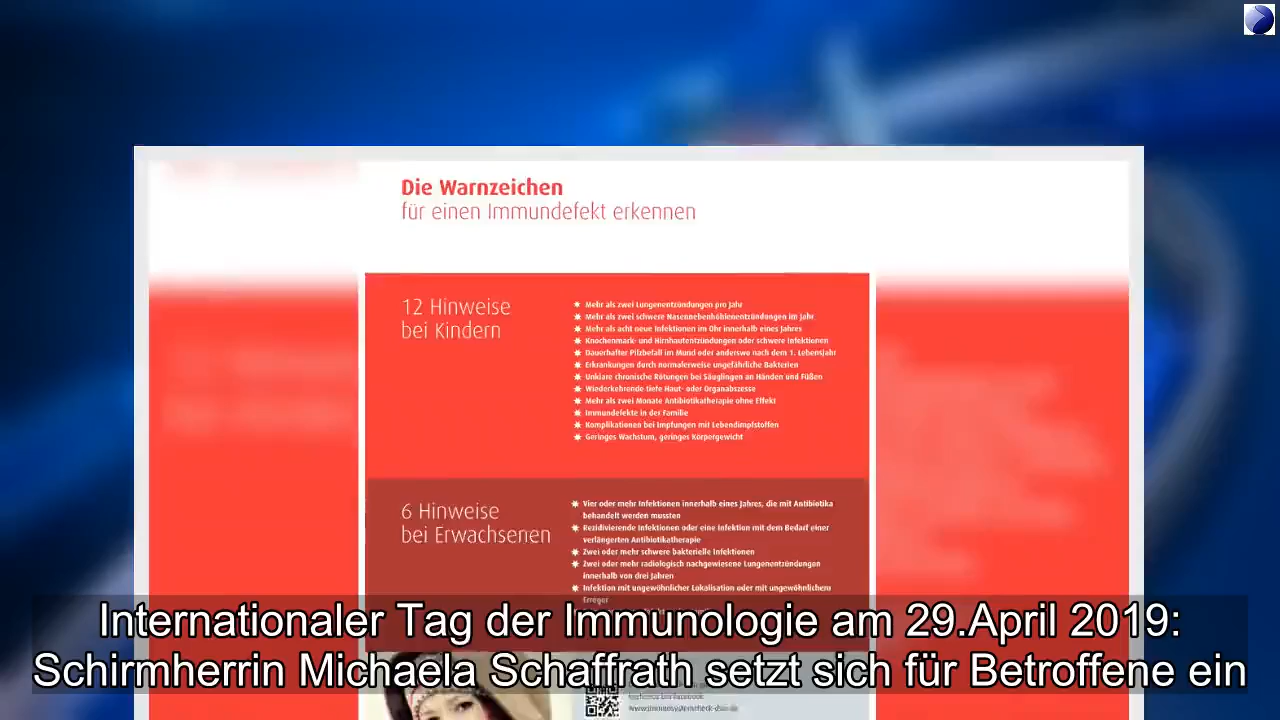 Die Warnzeichen
für einen Immundefekt erkennen
12 Hinweise
bei Kindern
Mehr als zwei Lungenentzündungen pro Jahr
Mehr als zwei schwere Nasennebenhöhlenentzündungen im Jahr
Mehr als acht neue Infektionen im Ohr innerhalb eines Jahres
Knochenmark- und Hirnhautentzündungen oder schwere Infektionen
Dauerhafter Pilzbefall im Mund oder anderswo nach dem 1. Lebensjahr
Erkrankungen durch normalerweise ungefährliche Bakterien
Unklare chronische Rötungen bei Säuglingen an Händen und Füßen
Wiederkehrende tiefe Haut- oder Organabszesse
Mehr als zwei Monate Antibiotikatherapie ohne Effekt
Immundefekte in der Familie
Komplikationen bei Impfungen mit Lebendimpfstoffen
Geringes Wachstum, geringes Körpergewicht
6 Hinweise
bei Erwachsenen
Vier oder mehr Infektionen innerhalb eines Jahres, die mit Antibiotika
behandelt werden mussten
Rezidivierende Infektionen oder eine Infektion mit dem Bedarf einer
verlängerten Antibiotikatherapie
Zwei oder mehr schwere bakterielle Infektionen
Zwei oder mehr radiologisch nachgewiesene Lungenentzündungen
innerhalb von drei Jahren
Infektion mit ungewöhnlicher Lokalisation oder mit ungewöhnlichem
Erreger
Internationaler Tag der Immunologie am 29.April 2019:
Schirmherrin Michaela Schaffrath setzt sich für Betroffene ein